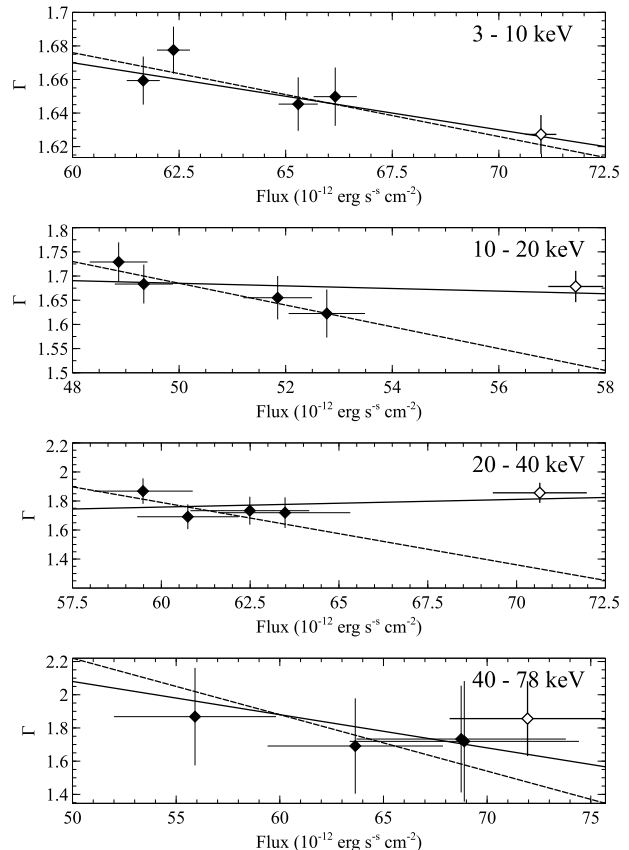 1.7
1.68
1.66
1.64
1.62
Γ
3 - 10 keV
60 62.5 65 67.5 70 72.5
Flux (10⁻¹² erg s⁻ˢ cm⁻²)
1.8
1.75
1.7
1.65
1.6
1.55
1.5
Γ
10 - 20 keV
48 50 52 54 56 58
Flux (10⁻¹² erg s⁻ˢ cm⁻²)
2.2
2
1.8
1.6
1.4
Γ
20 - 40 keV
57.5 60 62.5 65 67.5 70 72.5
Flux (10⁻¹² erg s⁻ˢ cm⁻²)
2.2
2
1.8
1.6
1.4
Γ
40 - 78 keV
50 55 60 65 70 75
Flux (10⁻¹² erg s⁻ˢ cm⁻²)